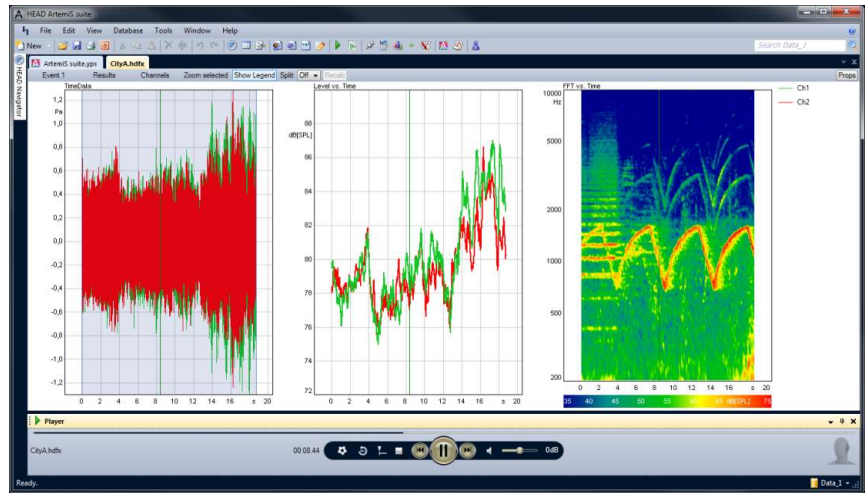 HEAD ArtemiS suite
File Edit View Database Tools Window Help
New
Search Data_1
HEAD Navigator
ArtemiS suite.yps CityA.hdfx
Event 1 Results Channels Zoom selected Show Legend Split: Off Recalc Props
TimeData
1,2
Pa
1,0
0,8
0,6
0,4
0,2
0,0
-0,2
-0,4
-0,6
-0,8
-1,0
-1,2
0 2 4 6 8 10 12 14 16 s 20
Level vs. Time
88
dB[SPL]
86
84
82
80
78
76
74
72
0 2 4 6 8 10 12 14 16 s 20
FFT vs. Time
10000
Hz
5000
2000
1000
500
200
0 2 4 6 8 10 12 14 16 s 20
35 40 45 50 55 60 65 dB[SPL] 75
Ch1
Ch2
Player
CityA.hdfx 00:08.44 0dB
Ready. Data_1